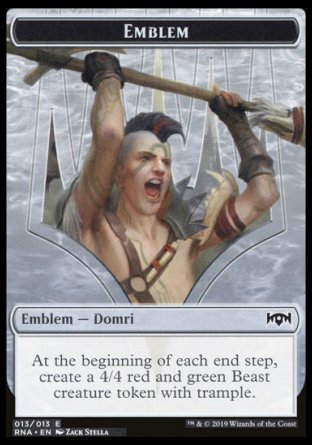 Emblem
Emblem — Domri
At the beginning of each end step,
create a 4/4 red and green Beast
creature token with trample.
013/013 E
RNA • EN Zack Stella
™ & © 2019 Wizards of the Coast